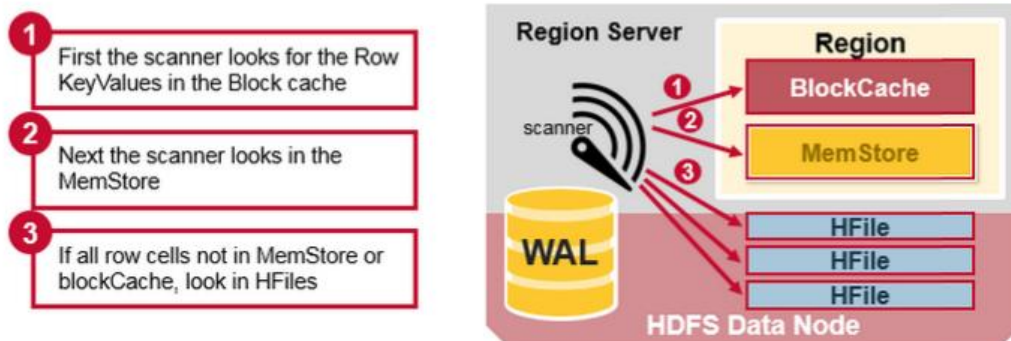 1
First the scanner looks for the Row
KeyValues in the Block cache
2
Next the scanner looks in the
MemStore
3
If all row cells not in MemStore or
blockCache, look in HFiles
Region Server
Region
BlockCache
MemStore
scanner
1
2
3
WAL
HFile
HFile
HFile
HDFS Data Node